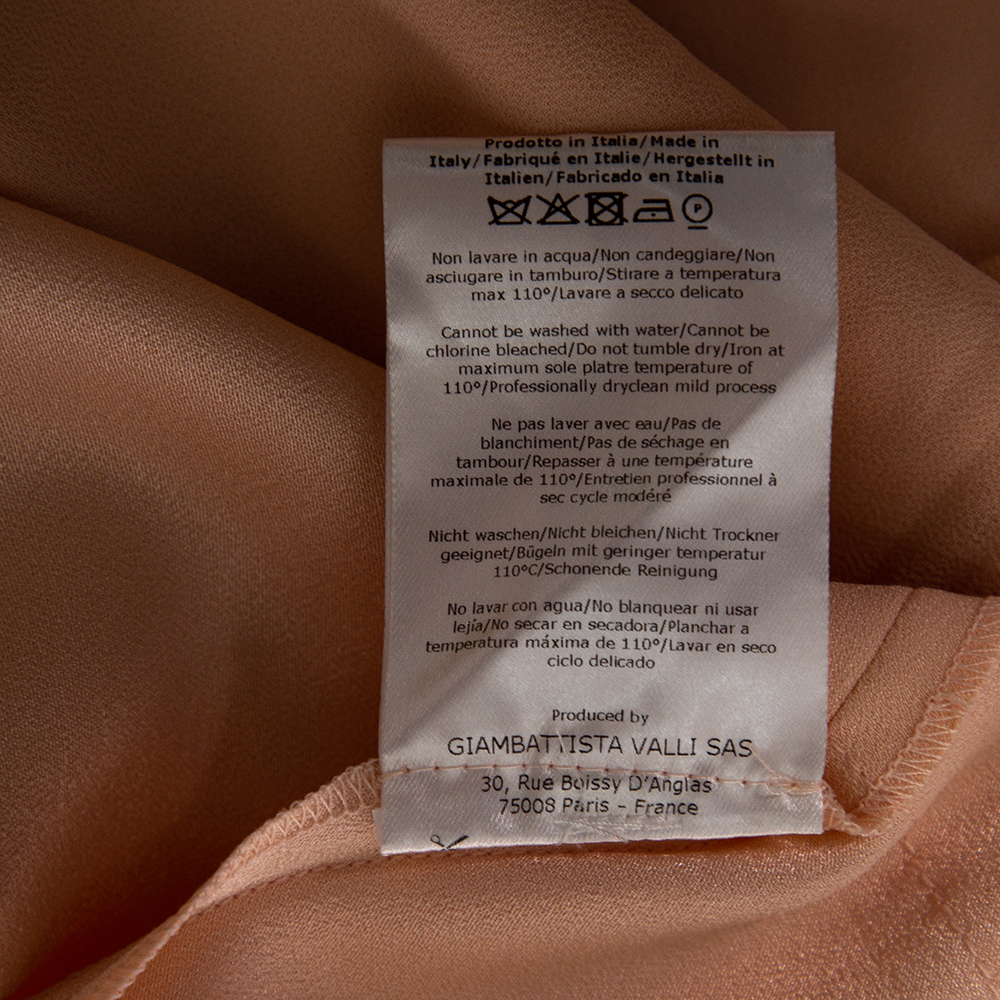 Prodotto in Italia/Made in
Italy/Fabriqué en Italie/Hergestellt in
Italien/Fabricado en Italia
P
Non lavare in acqua/Non candeggiare/Non
asciugare in tamburo/Stirare a temperatura
max 110°/Lavare a secco delicato
Cannot be washed with water/Cannot be
chlorine bleached/Do not tumble dry/Iron at
maximum sole platre temperature of
110°/Professionally dryclean mild process
Ne pas laver avec eau/Pas de
blanchiment/Pas de séchage en
tambour/Repasser à une température
maximale de 110°/Entretien professionnel à
sec cycle modéré
Nicht waschen/Nicht bleichen/Nicht Trockner
geeignet/Bügeln mit geringer temperatur
110°C/Schonende Reinigung
No lavar con agua/No blanquear ni usar
lejía/No secar en secadora/Planchar a
temperatura máxima de 110°/Lavar en seco
ciclo delicado
Produced by
GIAMBATTISTA VALLI SAS
30, Rue Boissy D'Anglas
75008 Paris - France